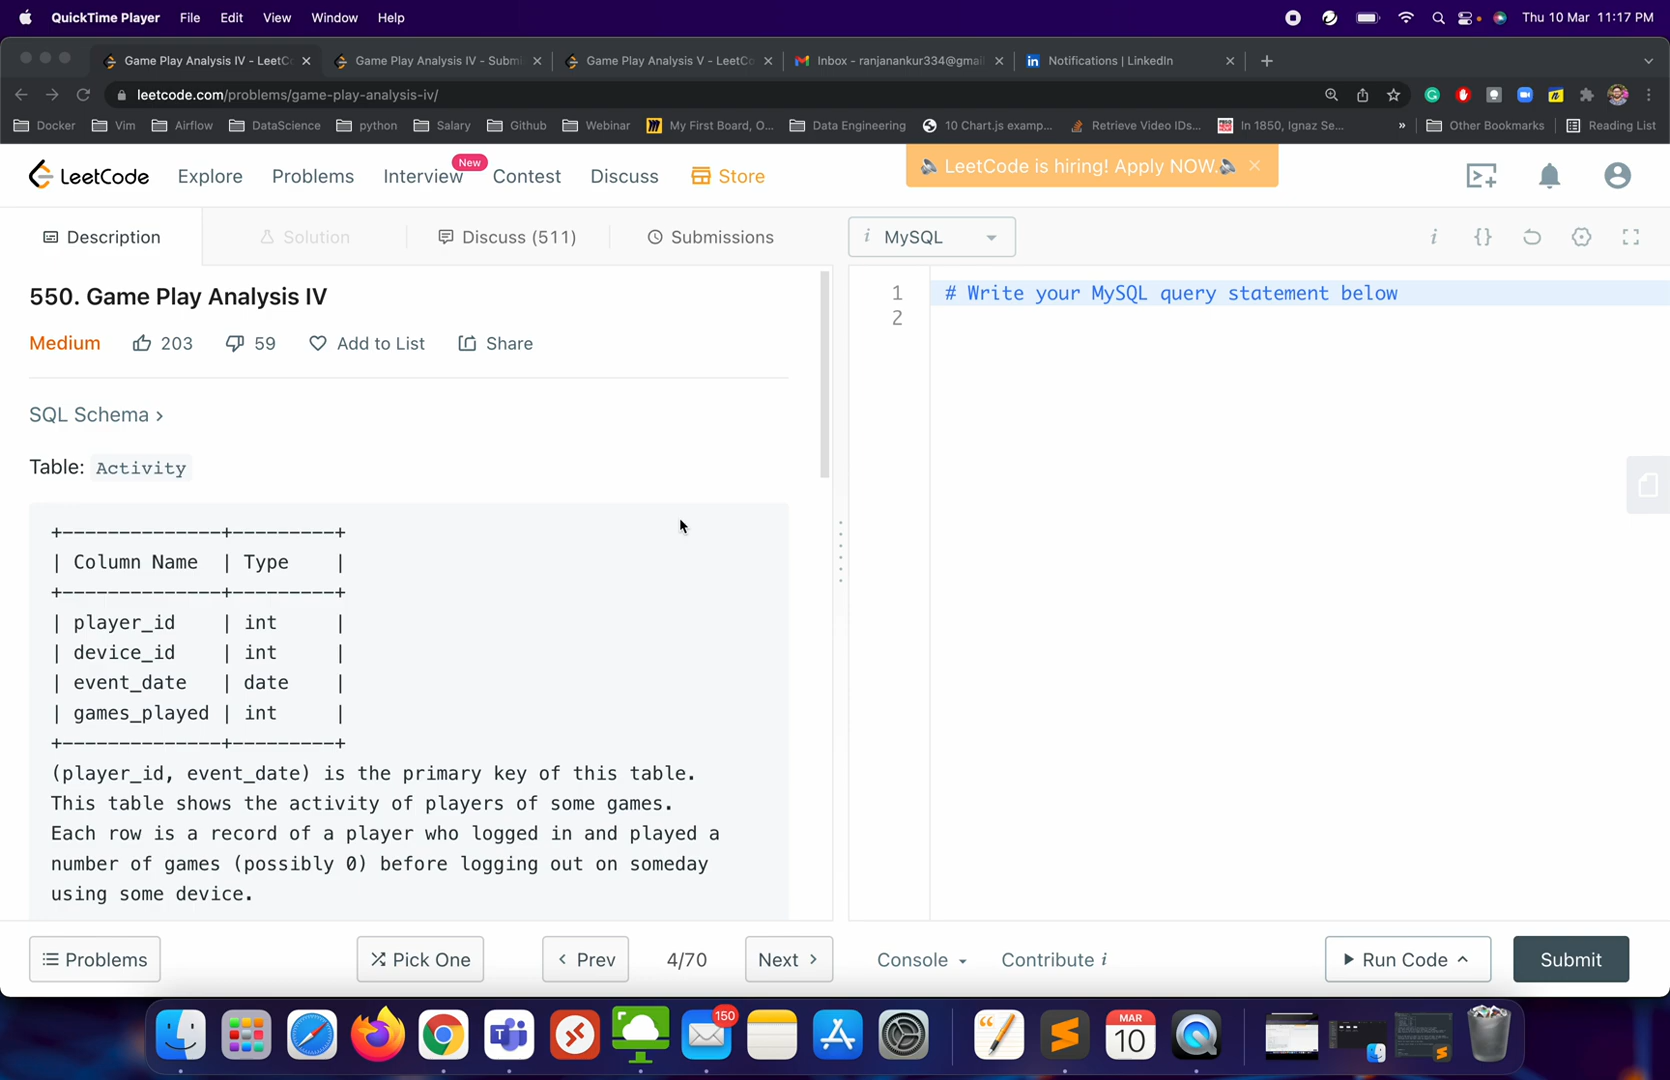 QuickTime Player File Edit View Window Help Thu 10 Mar 11:17 PM
Game Play Analysis IV - LeetCo Game Play Analysis IV - Submi Game Play Analysis V - LeetCo Inbox - ranjanankur334@gmai Notifications | LinkedIn
leetcode.com/problems/game-play-analysis-iv/
Docker Vim Airflow DataScience python Salary Github Webinar My First Board, O... Data Engineering 10 Chart.js examp... Retrieve Video IDs... In 1850, Ignaz Se... » Other Bookmarks Reading List
LeetCode Explore Problems Interview New Contest Discuss Store LeetCode is hiring! Apply NOW.
Description Solution Discuss (511) Submissions i MySQL i {}
550. Game Play Analysis IV
Medium 203 59 Add to List Share
SQL Schema >
Table: Activity
+--------------+---------+
| Column Name | Type |
+--------------+---------+
| player_id | int |
| device_id | int |
| event_date | date |
| games_played | int |
+--------------+---------+
(player_id, event_date) is the primary key of this table.
This table shows the activity of players of some games.
Each row is a record of a player who logged in and played a
number of games (possibly 0) before logging out on someday
using some device.
1 # Write your MySQL query statement below
2
Problems Pick One < Prev 4/70 Next > Console Contribute i Run Code Submit
150
MAR
10